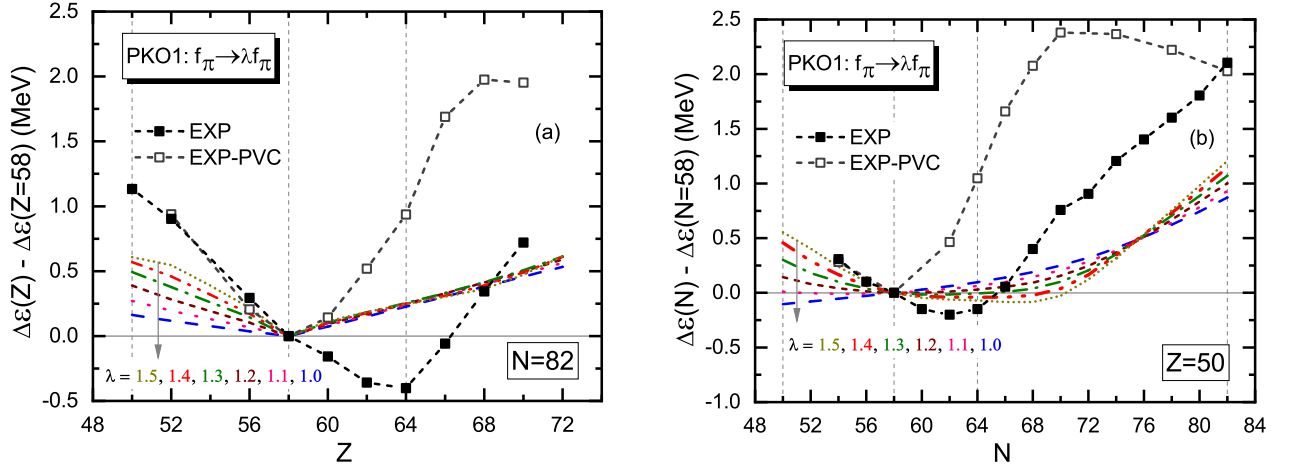 PKO1: fπ→λfπ
EXP
EXP-PVC
(a)
λ = 1.5, 1.4, 1.3, 1.2, 1.1, 1.0
N=82
Δε(Z) - Δε(Z=58) (MeV)
2.5
2.0
1.5
1.0
0.5
0.0
-0.5
48 52 56 60 64 68 72
Z
PKO1: fπ→λfπ
EXP
EXP-PVC
(b)
λ = 1.5, 1.4, 1.3, 1.2, 1.1, 1.0
Z=50
Δε(N) - Δε(N=58) (MeV)
2.5
2.0
1.5
1.0
0.5
0.0
-0.5
-1.0
48 52 56 60 64 68 72 76 80 84
N